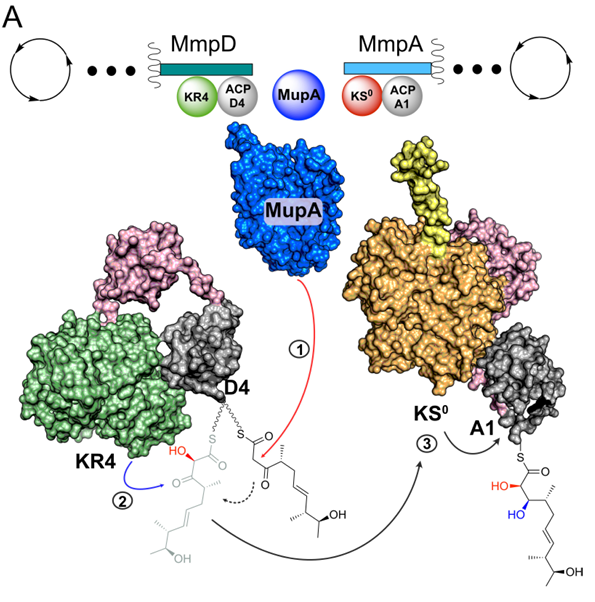 A
MmpD
MmpA
KR4
ACP
D4
MupA
KS⁰
ACP
A1
MupA
①
D4
KR4
②
KS⁰
A1
③
S
S
O
O
HO
O
O
OH
OH
S
O
HO
HO
OH